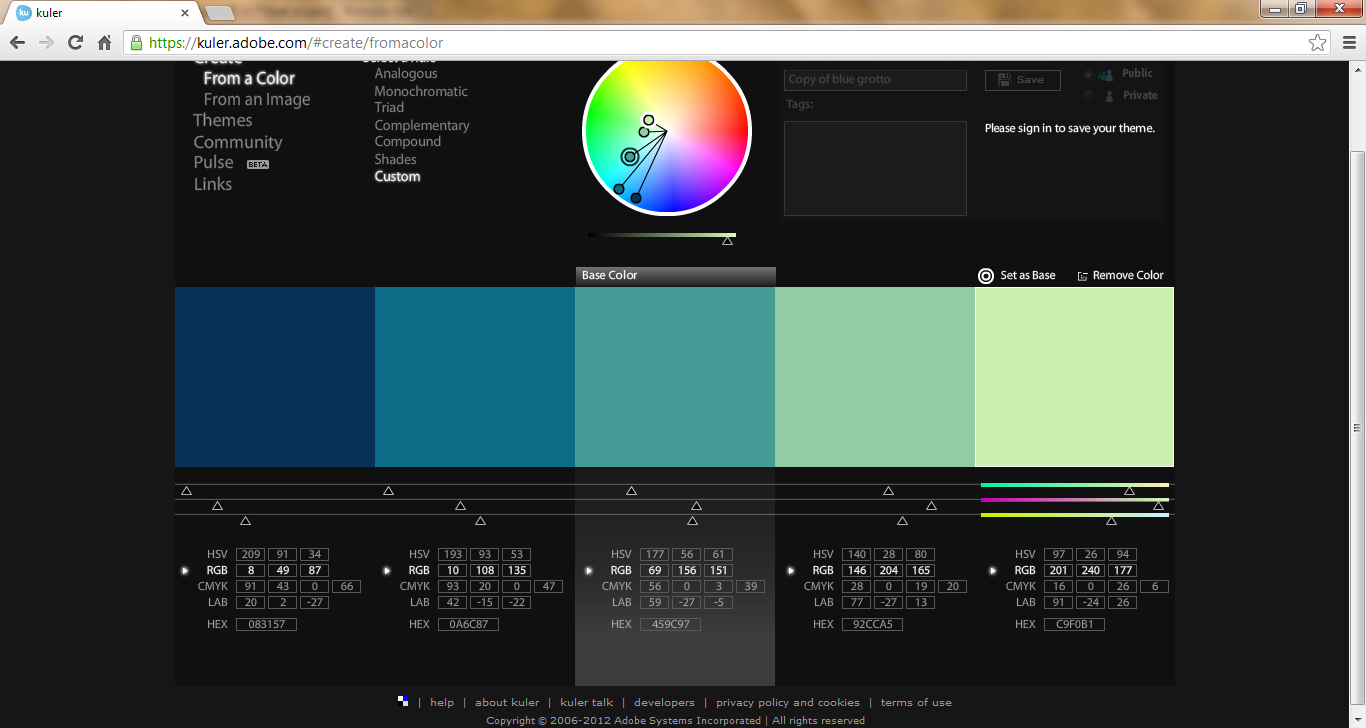 kuler
https://kuler.adobe.com/#create/fromacolor
Create
From a Color
From an Image
Themes
Community
Pulse BETA
Links
Select a Rule
Analogous
Monochromatic
Triad
Complementary
Compound
Shades
Custom
Copy of blue grotto
Save
Public
Private
Tags:
Please sign in to save your theme.
Base Color
Set as Base
Remove Color
HSV 209 91 34
RGB 8 49 87
CMYK 91 43 0 66
LAB 20 2 -27
HEX 083157
HSV 193 93 53
RGB 10 108 135
CMYK 93 20 0 47
LAB 42 -15 -22
HEX 0A6C87
HSV 177 56 61
RGB 69 156 151
CMYK 56 0 3 39
LAB 59 -27 -5
HEX 459C97
HSV 140 28 80
RGB 146 204 165
CMYK 28 0 19 20
LAB 77 -27 13
HEX 92CCA5
HSV 97 26 94
RGB 201 240 177
CMYK 16 0 26 6
LAB 91 -24 26
HEX C9F0B1
| help | about kuler | kuler talk | developers | privacy policy and cookies | terms of use
Copyright © 2006-2012 Adobe Systems Incorporated | All rights reserved